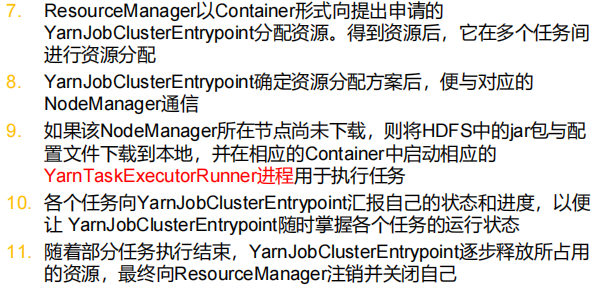 7. ResourceManager以Container形式向提出申请的
YarnJobClusterEntrypoint分配资源。得到资源后，它在多个任务间
进行资源分配
8. YarnJobClusterEntrypoint确定资源分配方案后，便与对应的
NodeManager通信
9. 如果该NodeManager所在节点尚未下载，则将HDFS中的jar包与配
置文件下载到本地，并在相应的Container中启动相应的
YarnTaskExecutorRunner进程用于执行任务
10. 各个任务向YarnJobClusterEntrypoint汇报自己的状态和进度，以便
让 YarnJobClusterEntrypoint随时掌握各个任务的运行状态
11. 随着部分任务执行结束，YarnJobClusterEntrypoint逐步释放所占用
的资源，最终向ResourceManager注销并关闭自己